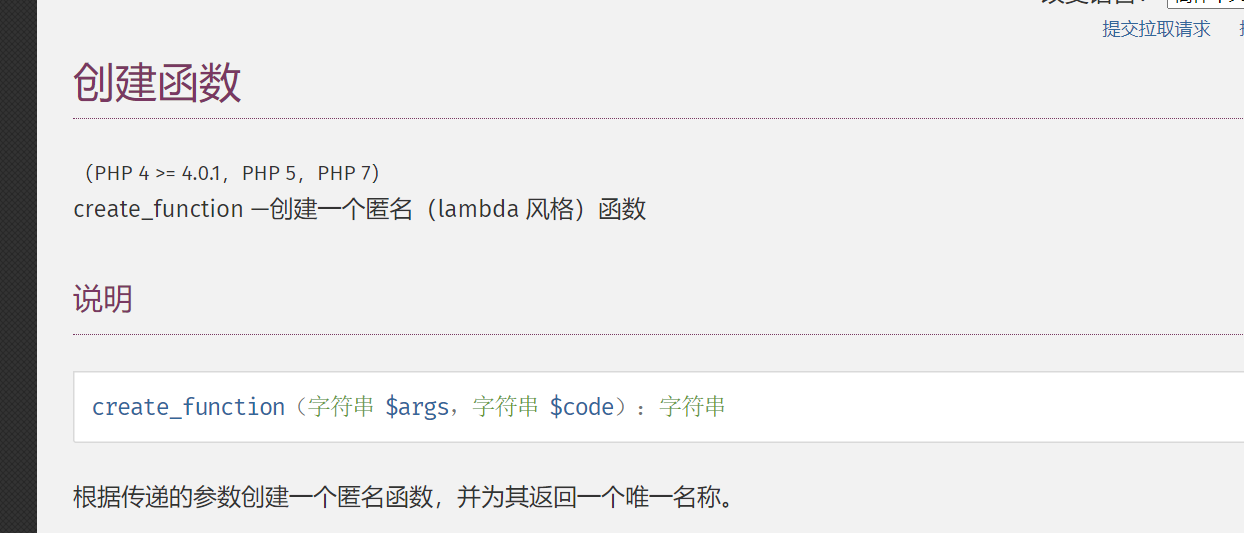 提交拉取请求
创建函数
（PHP 4 >= 4.0.1，PHP 5，PHP 7）
create_function —创建一个匿名（lambda 风格）函数
说明
create_function（字符串 $args，字符串 $code）：字符串
根据传递的参数创建一个匿名函数，并为其返回一个唯一名称。